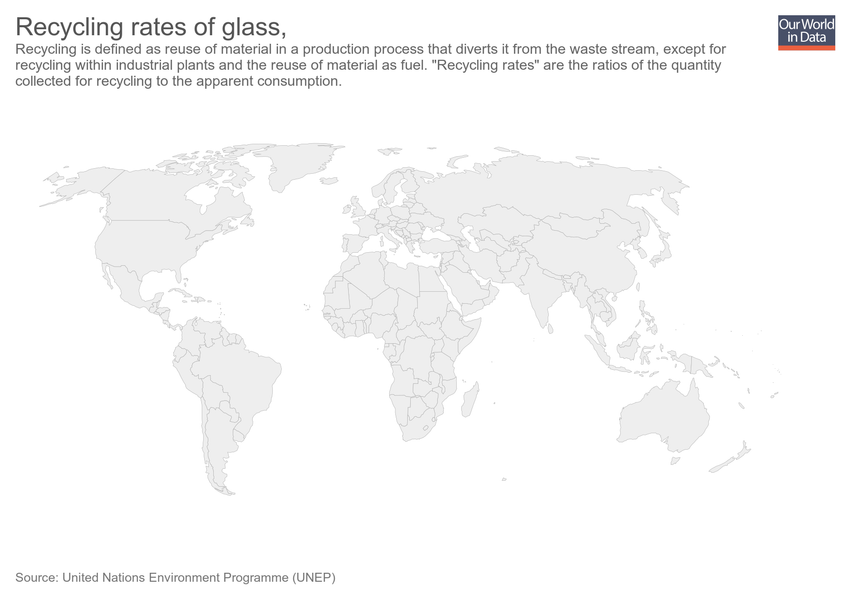 Recycling rates of glass,
Our World
in Data
Recycling is defined as reuse of material in a production process that diverts it from the waste stream, except for
recycling within industrial plants and the reuse of material as fuel. "Recycling rates" are the ratios of the quantity
collected for recycling to the apparent consumption.
Source: United Nations Environment Programme (UNEP)